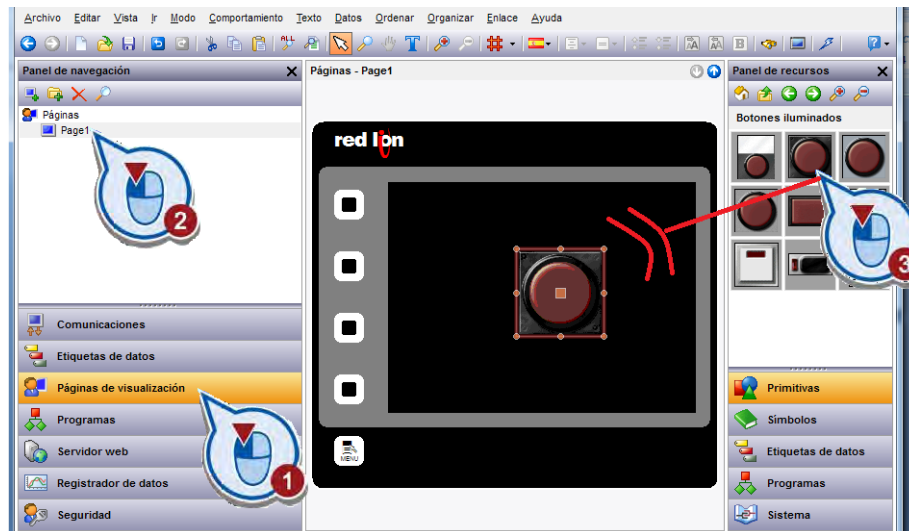 Archivo Editar Vista Ir Modo Comportamiento Texto Datos Ordenar Organizar Enlace Ayuda
Panel de navegación
Páginas - Page1
Panel de recursos
Páginas
Page1
Botones iluminados
red lion
2
3
Comunicaciones
Etiquetas de datos
Páginas de visualización
Programas
Servidor web
Registrador de datos
Seguridad
1
MENU
Primitivas
Símbolos
Etiquetas de datos
Programas
Sistema